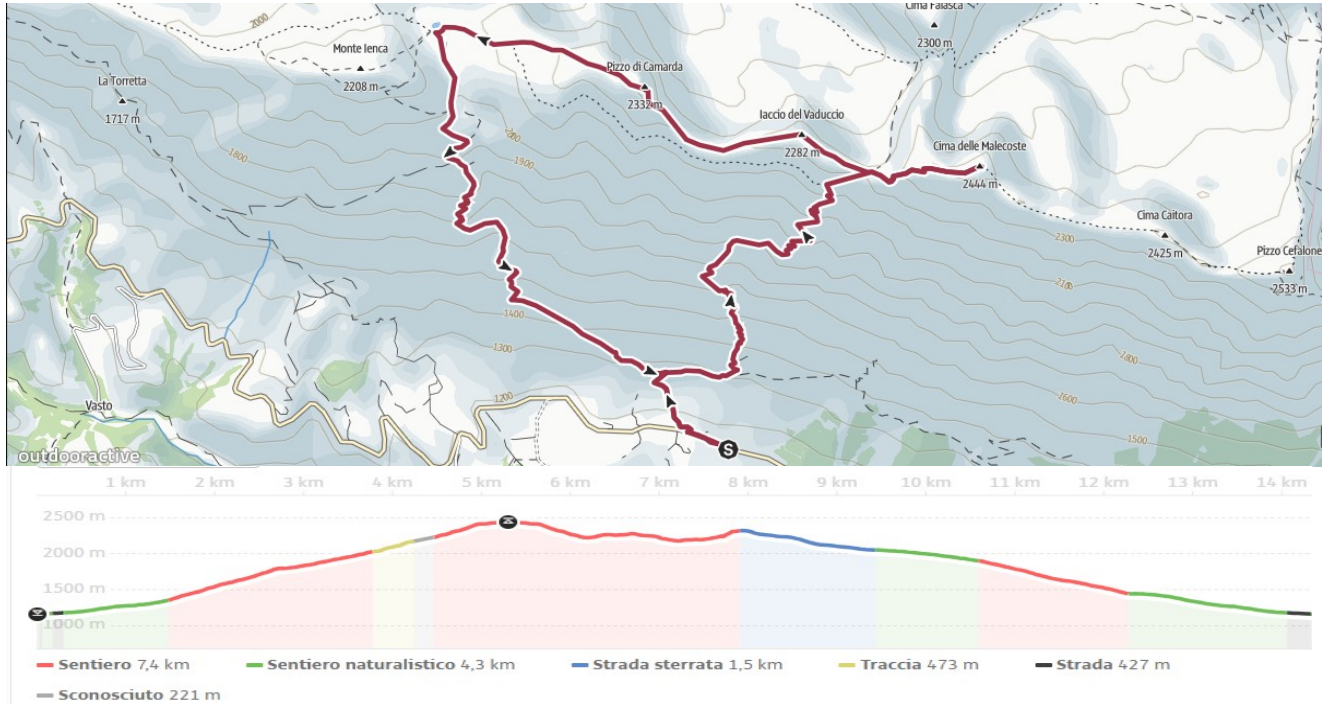 Cima Falasca
2300 m
2000
Monte Ienca
2208 m
La Torretta
1717 m
Pizzo di Camarda
2332 m
Iaccio del Vaduccio
2282 m
Cima delle Malecoste
2444 m
Cima Caitora
2425 m
Pizzo Cefalone
2533 m
1800
1900
2300
1400
1300
1200
1800
1600
1500
Vasto
S
outdooractive
1 km 2 km 3 km 4 km 5 km 6 km 7 km 8 km 9 km 10 km 11 km 12 km 13 km 14 km
2500 m
2000 m
1500 m
1000 m
Sentiero 7,4 km Sentiero naturalistico 4,3 km Strada sterrata 1,5 km Traccia 473 m Strada 427 m
Sconosciuto 221 m